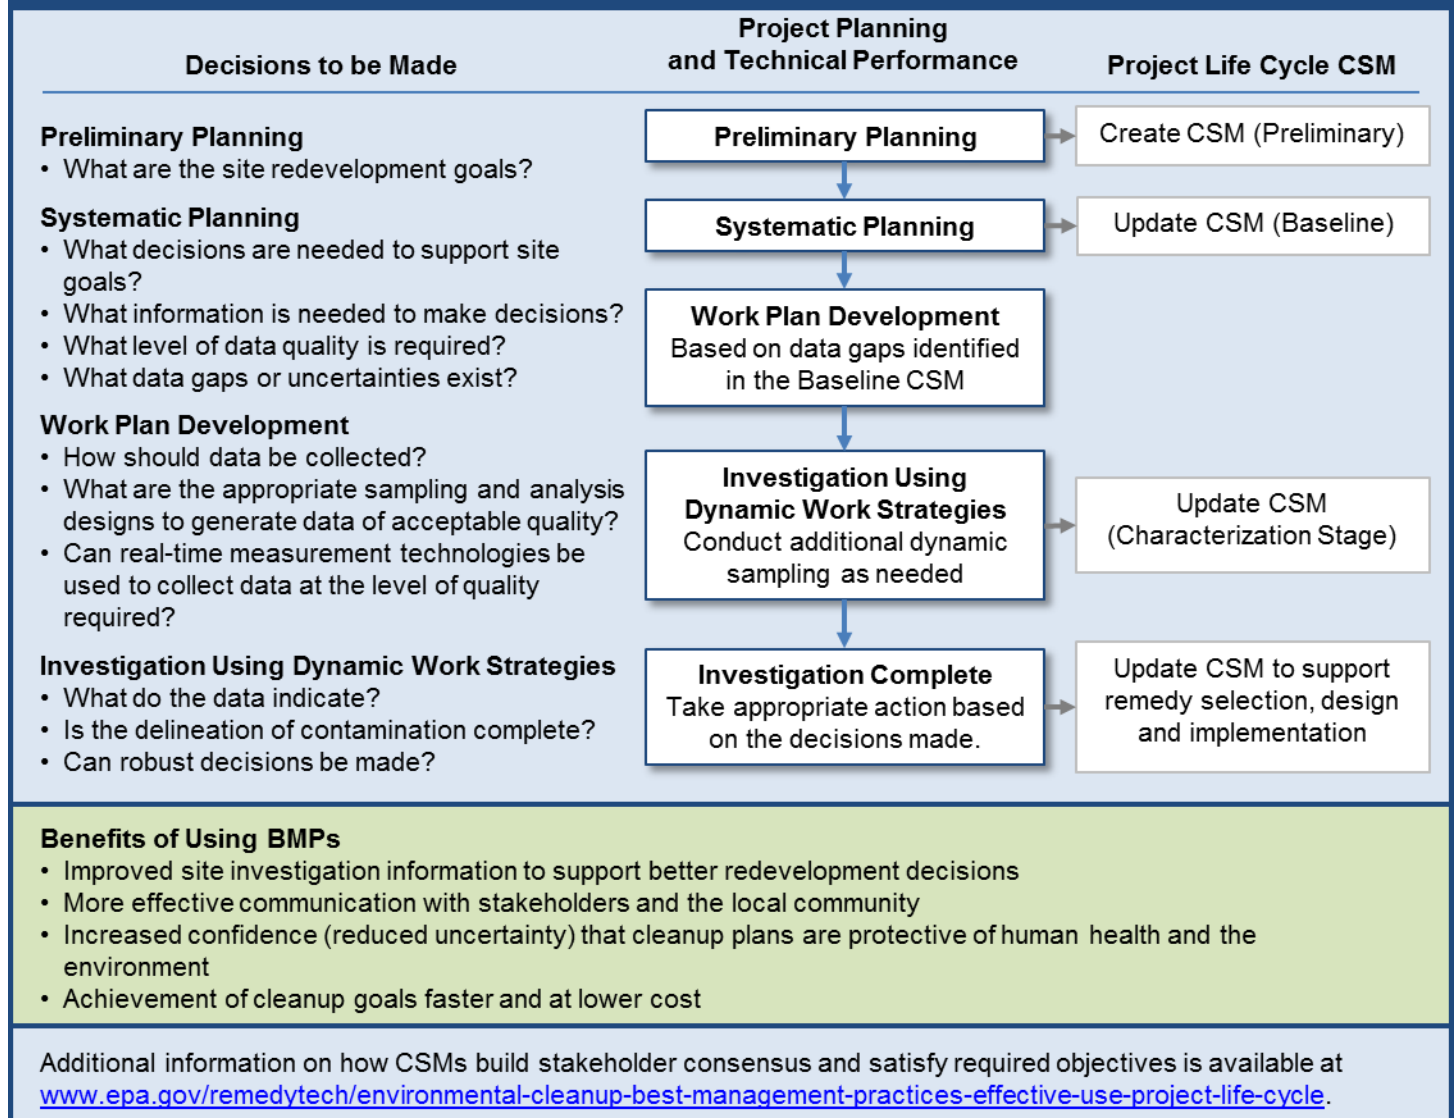 Decisions to be Made
Project Planning
and Technical Performance
Project Life Cycle CSM
Preliminary Planning
• What are the site redevelopment goals?
Systematic Planning
• What decisions are needed to support site
goals?
• What information is needed to make decisions?
• What level of data quality is required?
• What data gaps or uncertainties exist?
Work Plan Development
• How should data be collected?
• What are the appropriate sampling and analysis
designs to generate data of acceptable quality?
• Can real-time measurement technologies be
used to collect data at the level of quality
required?
Investigation Using Dynamic Work Strategies
• What do the data indicate?
• Is the delineation of contamination complete?
• Can robust decisions be made?
Preliminary Planning
Systematic Planning
Work Plan Development
Based on data gaps identified
in the Baseline CSM
Investigation Using
Dynamic Work Strategies
Conduct additional dynamic
sampling as needed
Investigation Complete
Take appropriate action based
on the decisions made.
Create CSM (Preliminary)
Update CSM (Baseline)
Update CSM
(Characterization Stage)
Update CSM to support
remedy selection, design
and implementation
Benefits of Using BMPs
• Improved site investigation information to support better redevelopment decisions
• More effective communication with stakeholders and the local community
• Increased confidence (reduced uncertainty) that cleanup plans are protective of human health and the
environment
• Achievement of cleanup goals faster and at lower cost
Additional information on how CSMs build stakeholder consensus and satisfy required objectives is available at
www.epa.gov/remedytech/environmental-cleanup-best-management-practices-effective-use-project-life-cycle.